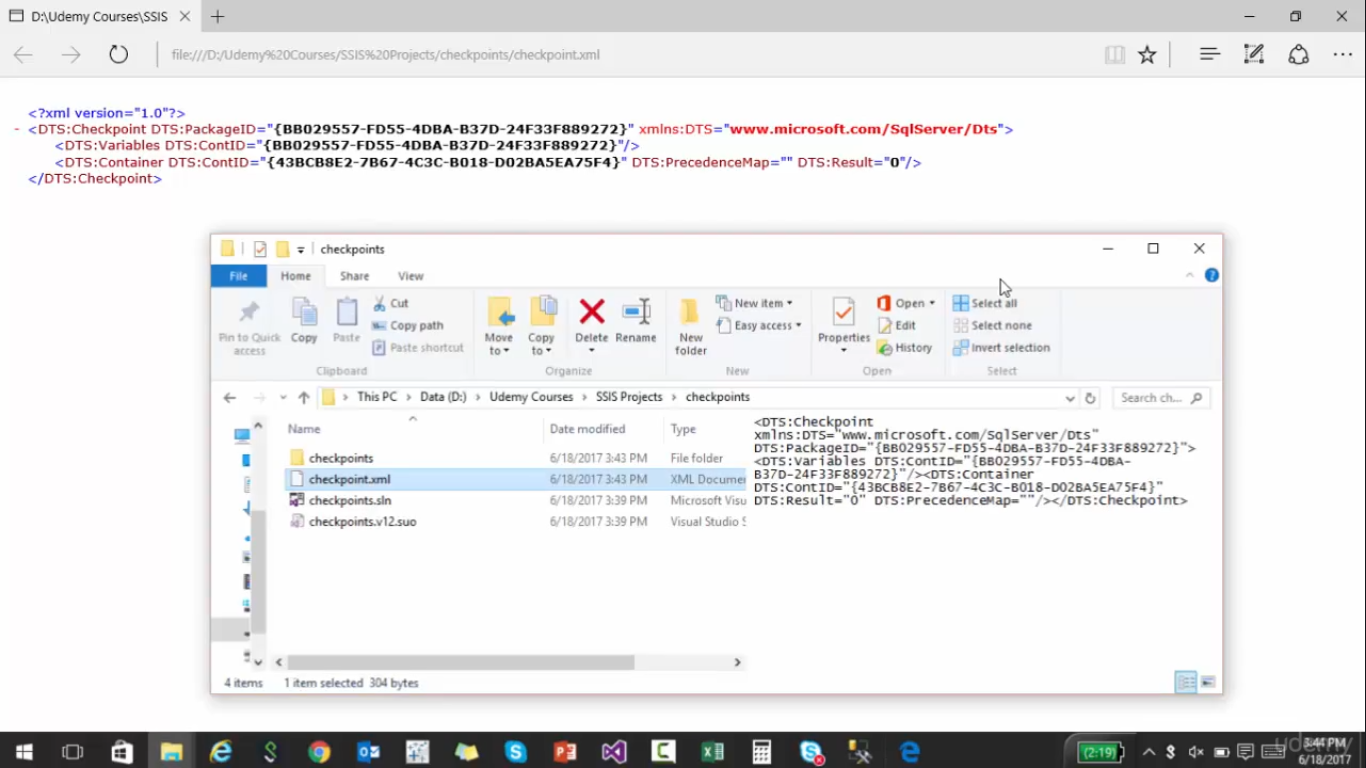 D:\Udemy Courses\SSIS
file:///D:/Udemy%20Courses/SSIS%20Projects/checkpoints/checkpoint.xml
<?xml version="1.0"?>
- <DTS:Checkpoint DTS:PackageID="{BB029557-FD55-4DBA-B37D-24F33F889272}" xmlns:DTS="www.microsoft.com/SqlServer/Dts">
<DTS:Variables DTS:ContID="{BB029557-FD55-4DBA-B37D-24F33F889272}"/>
<DTS:Container DTS:ContID="{43BCB8E2-7B67-4C3C-B018-D02BA5EA75F4}" DTS:PrecedenceMap="" DTS:Result="0"/>
</DTS:Checkpoint>
checkpoints
File Home Share View
Pin to Quick access
Copy
Paste
Cut
Copy path
Paste shortcut
Clipboard
Move to
Copy to
Delete
Rename
Organize
New folder
New item
Easy access
New
Properties
Open
Edit
History
Open
Select all
Select none
Invert selection
Select
This PC > Data (D:) > Udemy Courses > SSIS Projects > checkpoints
Search ch...
Name Date modified Type
checkpoints 6/18/2017 3:43 PM File folder
checkpoint.xml 6/18/2017 3:43 PM XML Docume
checkpoints.sln 6/18/2017 3:39 PM Microsoft Visu
checkpoints.v12.suo 6/18/2017 3:39 PM Visual Studio S
<DTS:Checkpoint
xmlns:DTS="www.microsoft.com/SqlServer/Dts"
DTS:PackageID="{BB029557-FD55-4DBA-B37D-24F33F889272}">
<DTS:Variables DTS:ContID="{BB029557-FD55-4DBA-
B37D-24F33F889272}"/><DTS:Container
DTS:ContID="{43BCB8E2-7B67-4C3C-B018-D02BA5EA75F4}"
DTS:Result="0" DTS:PrecedenceMap=""/></DTS:Checkpoint>
4 items 1 item selected 304 bytes
(2:19)
3:44 PM
6/18/2017
udemy